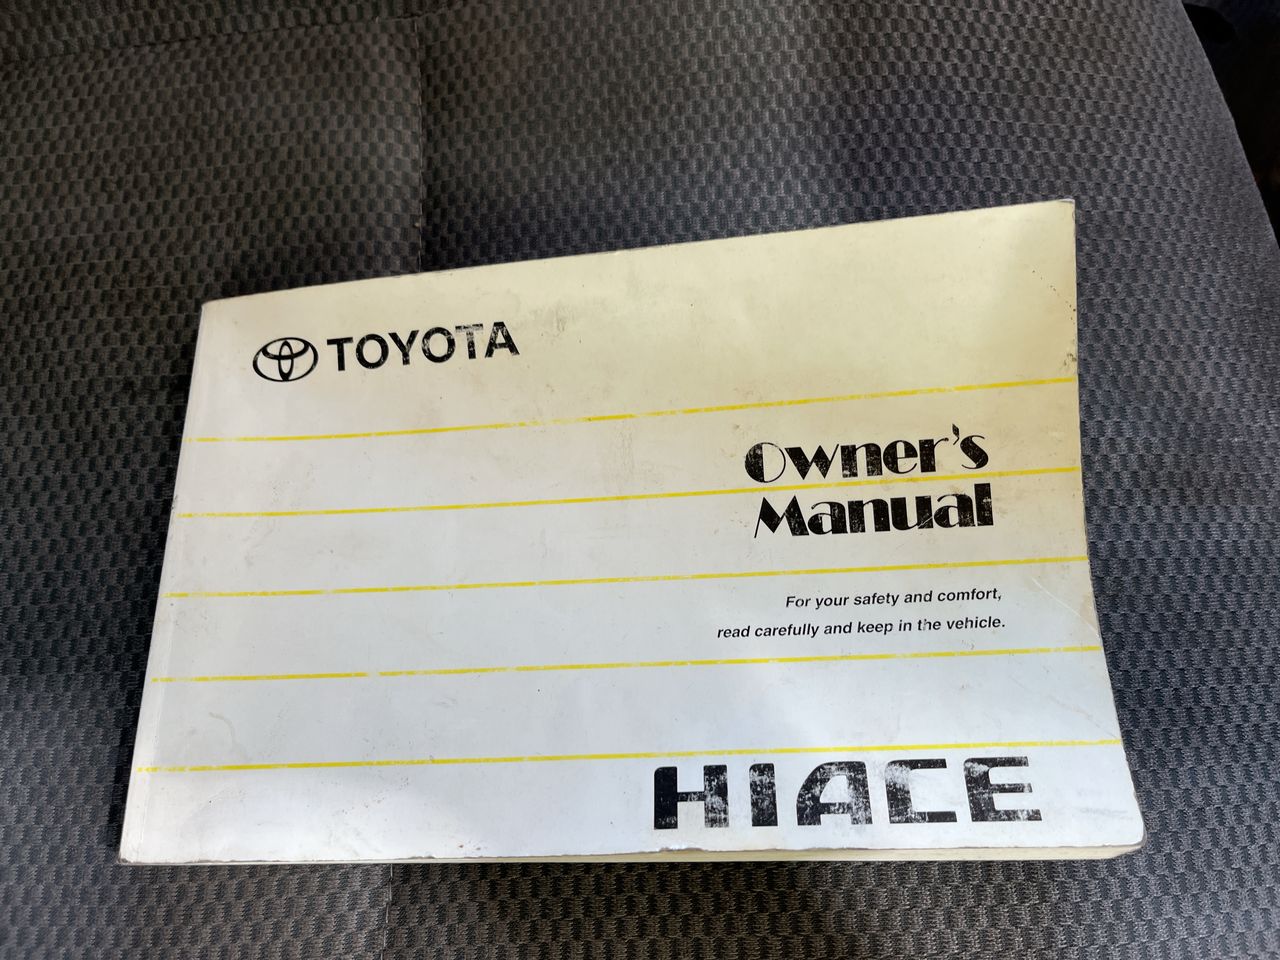 TOYOTA
Owner's
Manual
For your safety and comfort,
read carefully and keep in the vehicle.
HIACE